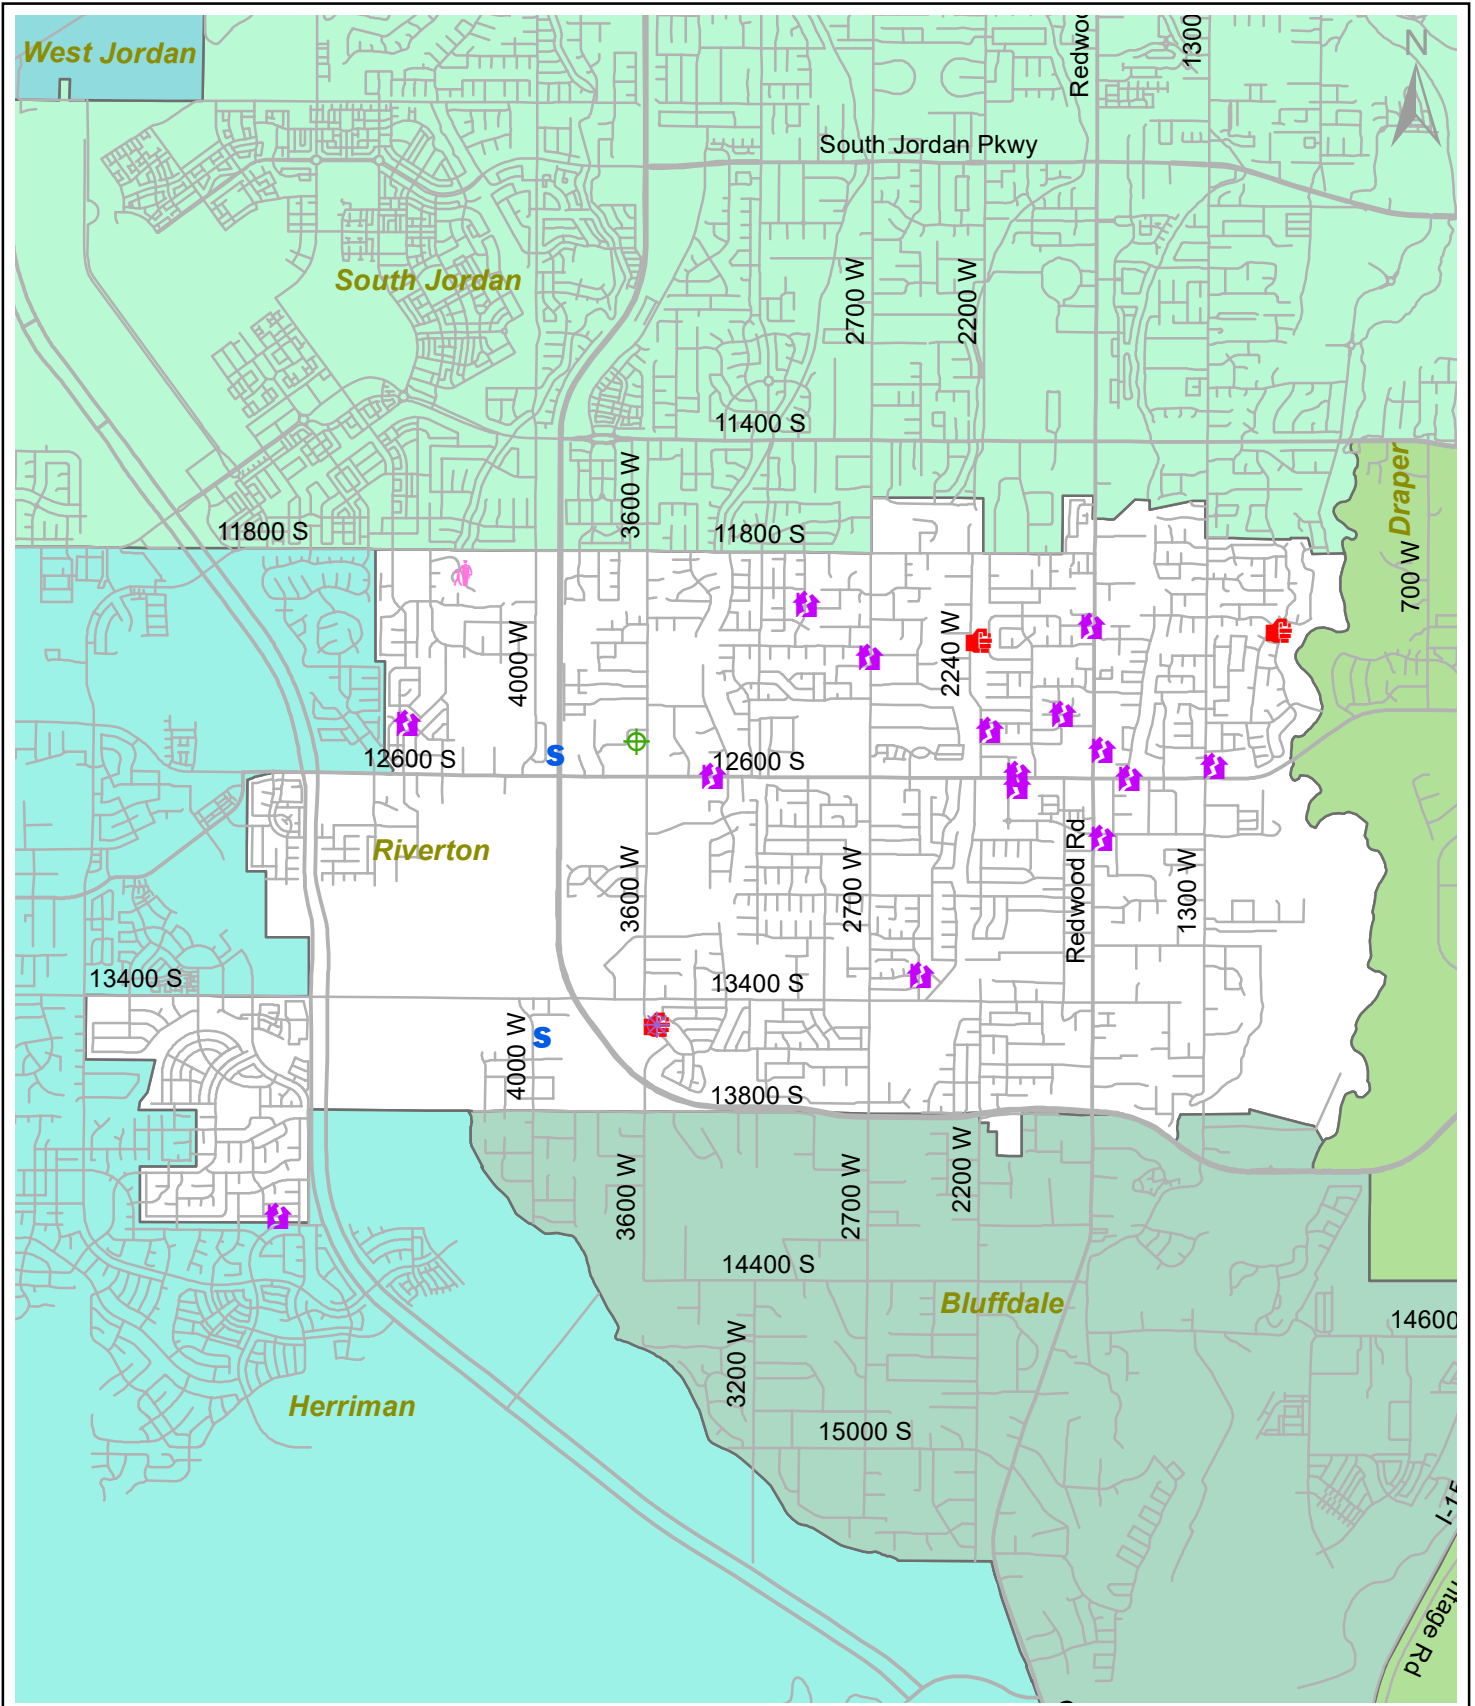 West Jordan
Redwoo
1300
N
South Jordan Pkwy
South Jordan
2700 W
2200 W
11400 S
3600 W
Draper
11800 S
11800 S
700 W
4000 W
2240 W
S
12600 S
12600 S
Riverton
3600 W
2700 W
Redwood Rd
1300 W
13400 S
13400 S
4000 W
S
13800 S
3600 W
2700 W
2200 W
14400 S
Bluffdale
14600
3200 W
Herriman
15000 S
I-15
ntage Rd